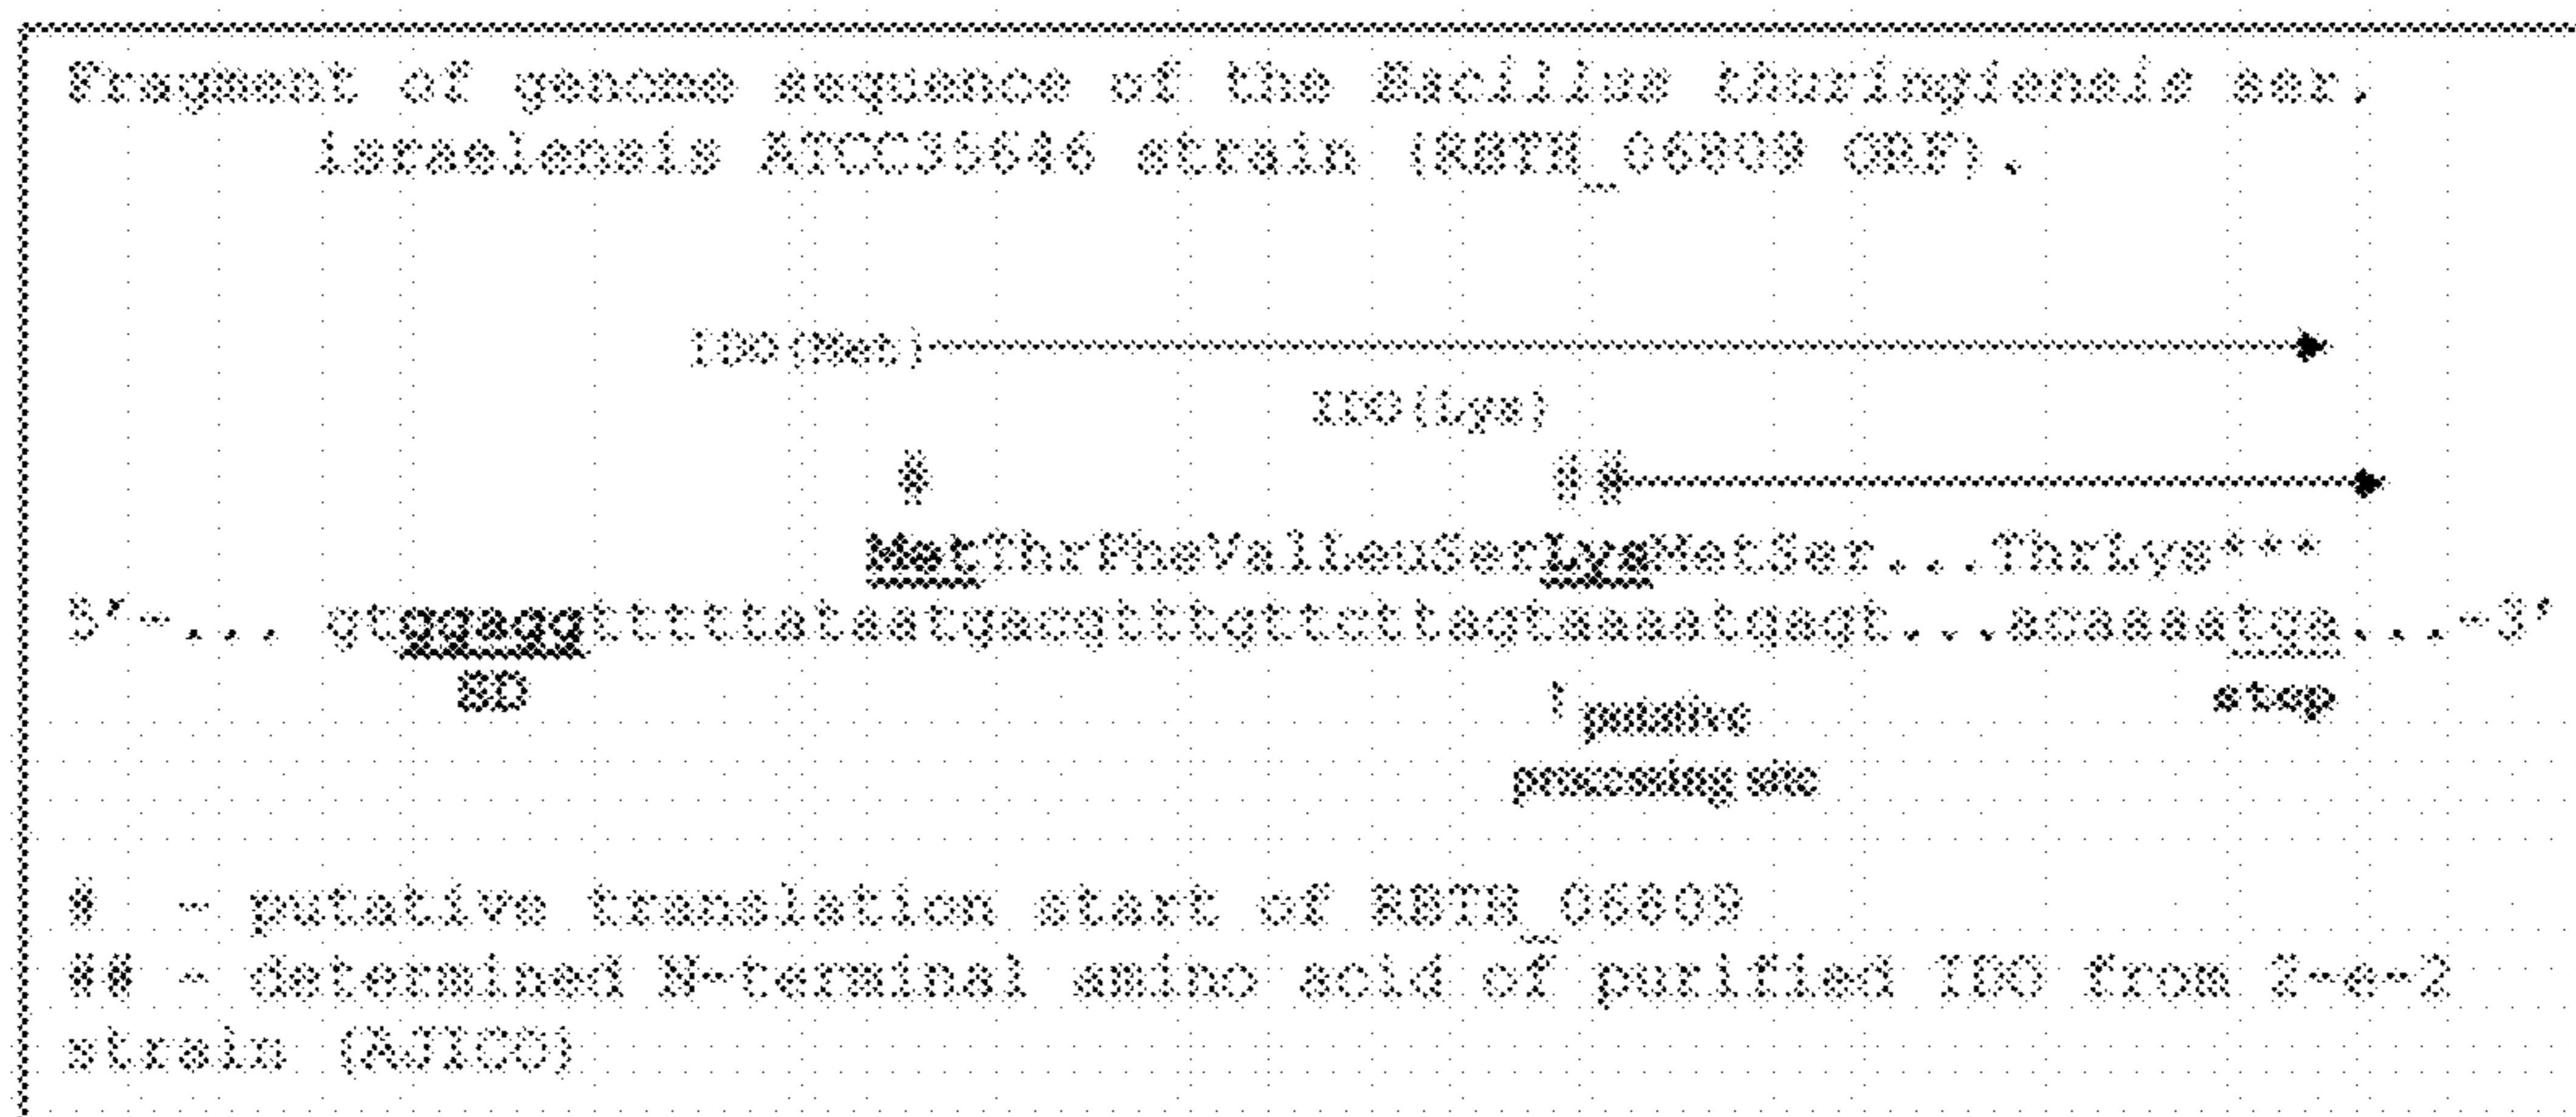 Fragment of genome sequence of the Bacillus thuringiensis ser.
israelensis ATCC35646 strain (RBTH_06809 ORF).
IDO(Met)
IDO(Lys)
# ##
MetThrPheValLeuSerLysMetSer...ThrLys***
5'-... gtggaggtttttataatgacgtttgttcttagtaaaatgagt...acaaaatga...-3'
SD stop
putative
processing site
# - putative translation start of RBTH_06809
## - determined N-terminal amino acid of purified IDO from 2-e-2
strain (AJICO)